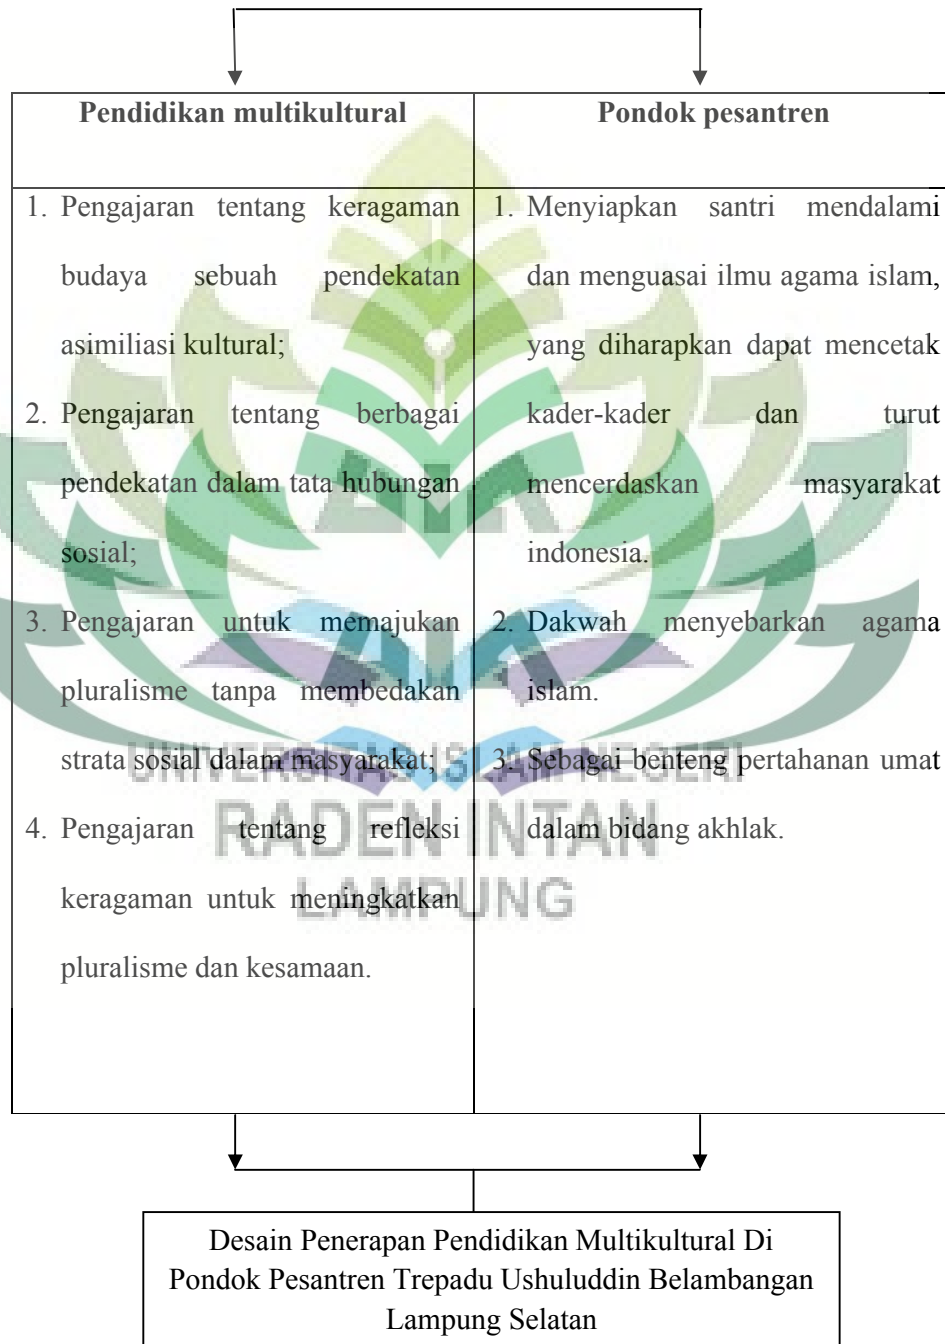 Pendidikan multikultural
1. Pengajaran tentang keragaman
budaya sebuah pendekatan
asimiliasi kultural;
2. Pengajaran tentang berbagai
pendekatan dalam tata hubungan
sosial;
3. Pengajaran untuk memajukan
pluralisme tanpa membedakan
strata sosial dalam masyarakat;
4. Pengajaran tentang refleksi
keragaman untuk meningkatkan
pluralisme dan kesamaan.
Pondok pesantren
1. Menyiapkan santri mendalami
dan menguasai ilmu agama islam,
yang diharapkan dapat mencetak
kader-kader dan turut
mencerdaskan masyarakat
indonesia.
2. Dakwah menyebarkan agama
islam.
3. Sebagai benteng pertahanan umat
dalam bidang akhlak.
UNIVERSITAS ISLAM NEGERI
RADEN INTAN
LAMPUNG
Desain Penerapan Pendidikan Multikultural Di
Pondok Pesantren Trepadu Ushuluddin Belambangan
Lampung Selatan